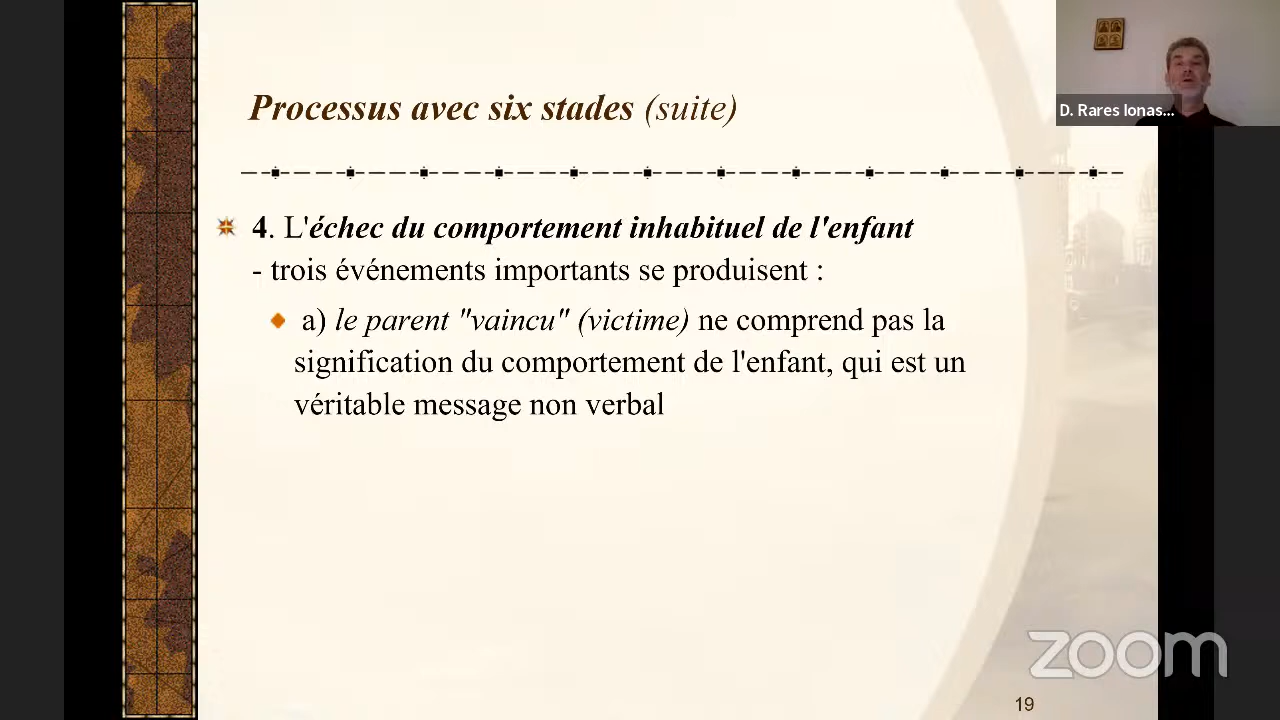 Processus avec six stades (suite)
4. L'échec du comportement inhabituel de l'enfant
- trois événements importants se produisent :
a) le parent "vaincu" (victime) ne comprend pas la
signification du comportement de l'enfant, qui est un
véritable message non verbal
D. Rares Ionas...
zoom
19